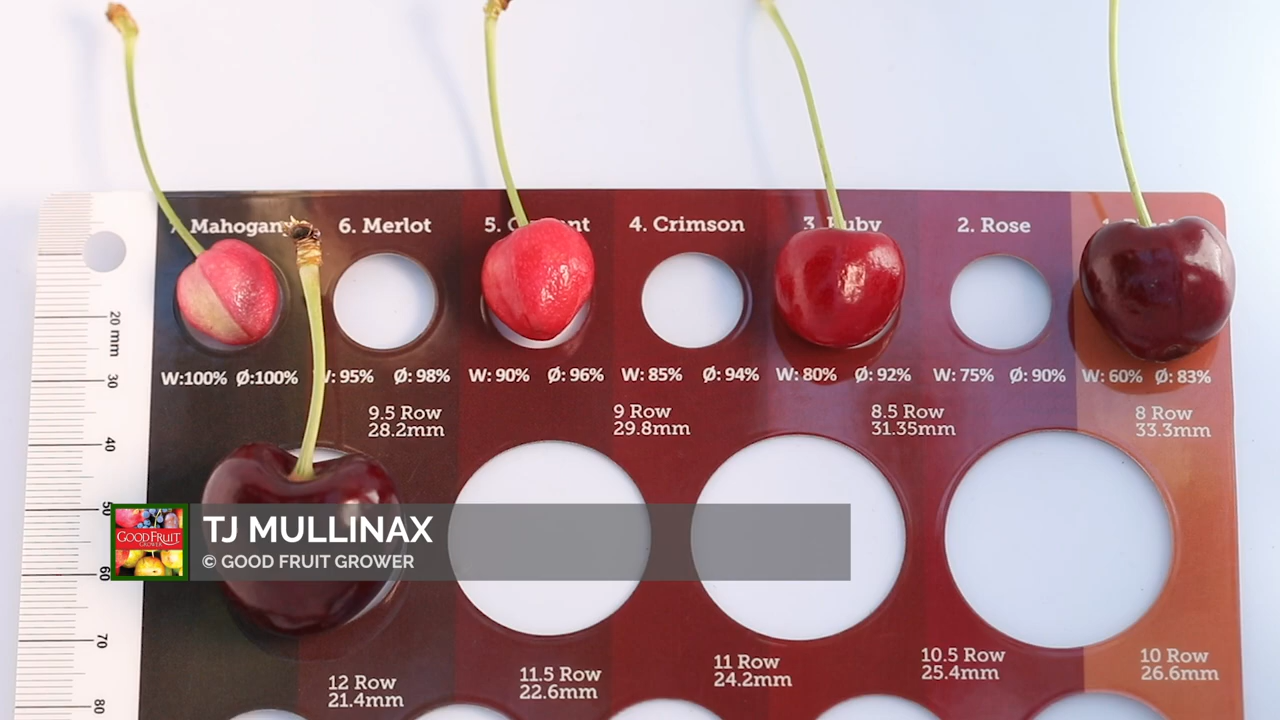 6. Merlot
4. Crimson
2. Rose
W:100% Ø:100%
95% Ø: 98%
W: 90% Ø: 96%
W: 85% Ø: 94%
W: 80% Ø: 92%
W: 75% Ø: 90%
W: 60% Ø: 83%
9.5 Row
28.2mm
9 Row
29.8mm
8.5 Row
31.35mm
8 Row
33.3mm
20 mm
30
40
60
70
80
GOOD FRUIT
GROWER
TJ MULLINAX
© GOOD FRUIT GROWER
12 Row
21.4mm
11.5 Row
22.6mm
11 Row
24.2mm
10.5 Row
25.4mm
10 Row
26.6mm